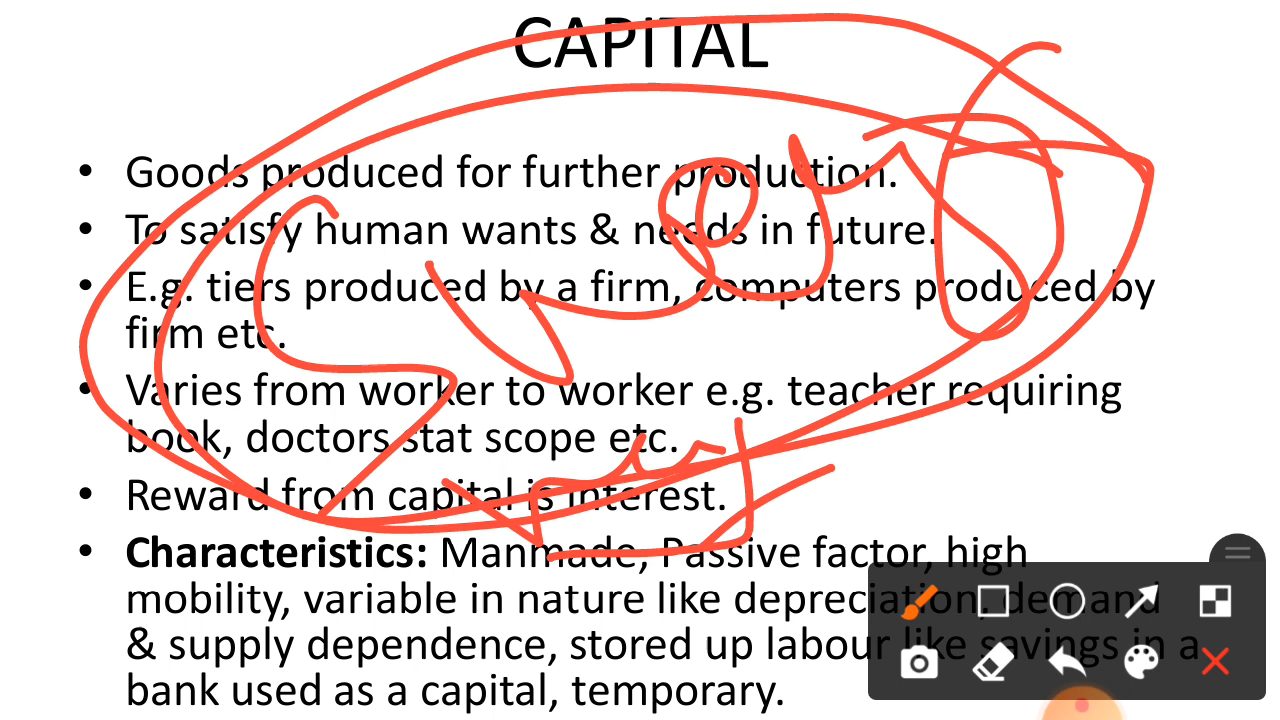 CAPITAL
• Goods produced for further production.
• To satisfy human wants & needs in future.
• E.g. tiers produced by a firm, computers produced by
firm etc.
• Varies from worker to worker e.g. teacher requiring
book, doctors stat scope etc.
• Reward from capital is interest.
• Characteristics: Manmade, Passive factor, high
mobility, variable in nature like depreciation, demand
& supply dependence, stored up labour like savings in a
bank used as a capital, temporary.